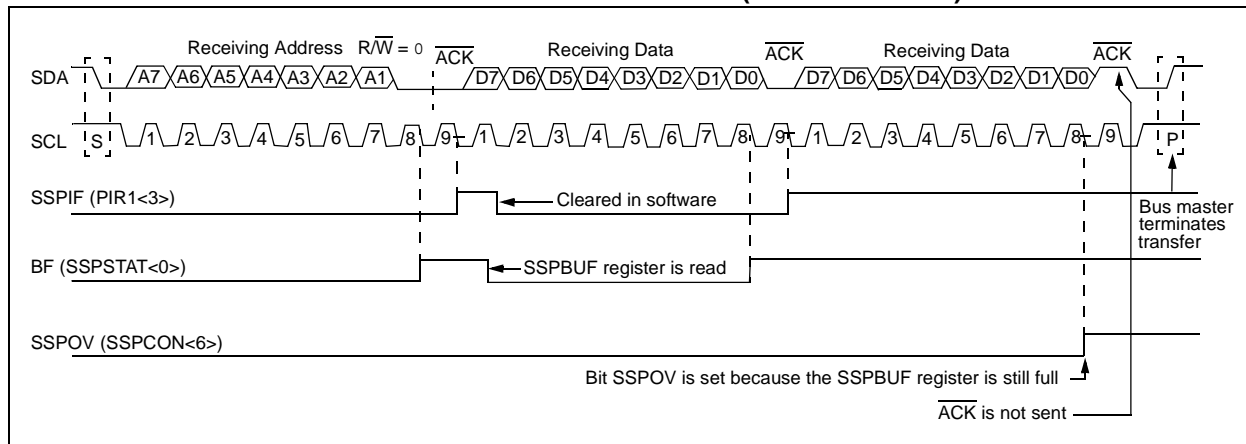 Receiving Address R/W̅ = 0 A̅C̅K̅ Receiving Data A̅C̅K̅ Receiving Data A̅C̅K̅
SDA A7 A6 A5 A4 A3 A2 A1 D7 D6 D5 D4 D3 D2 D1 D0 D7 D6 D5 D4 D3 D2 D1 D0
SCL S 1 2 3 4 5 6 7 8 9 1 2 3 4 5 6 7 8 9 1 2 3 4 5 6 7 8 9 P
SSPIF (PIR1<3>)
Cleared in software
Bus master
terminates
transfer
BF (SSPSTAT<0>)
SSPBUF register is read
SSPOV (SSPCON<6>)
Bit SSPOV is set because the SSPBUF register is still full
A̅C̅K̅ is not sent